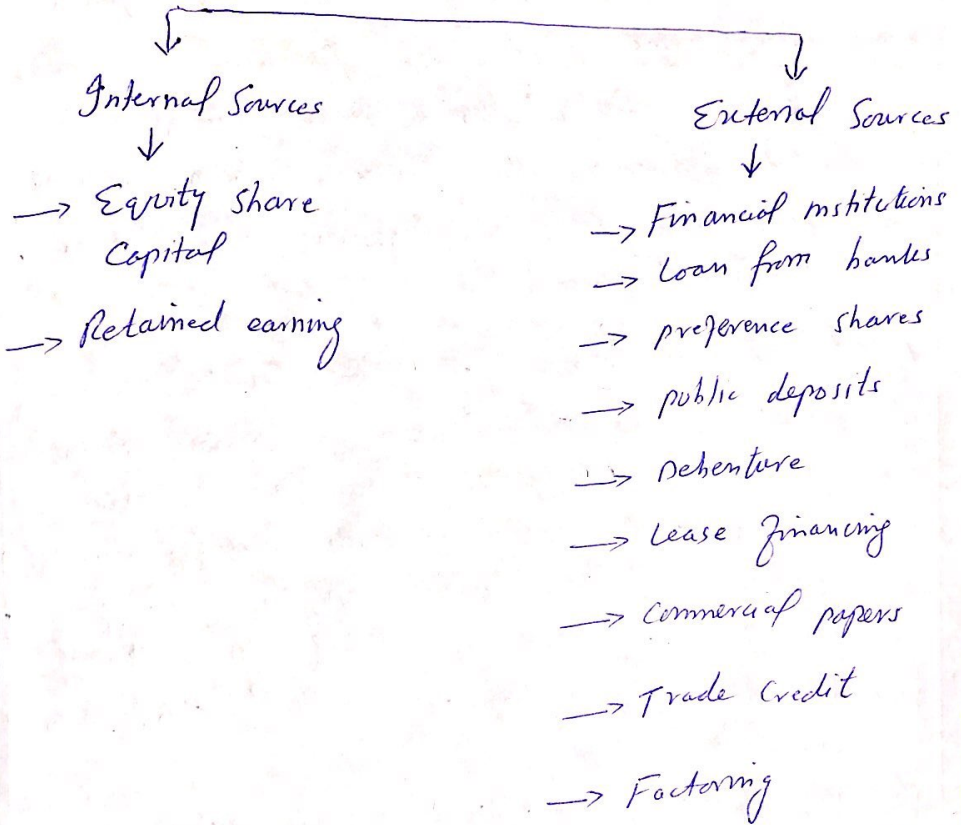 Internal Sources
→ Equity share
Capital
→ Retained earning
External Sources
→ Financial institutions
→ Loan from banks
→ preference shares
→ public deposits
→ Debenture
→ Lease financing
→ Commercial papers
→ Trade Credit
→ Factoring